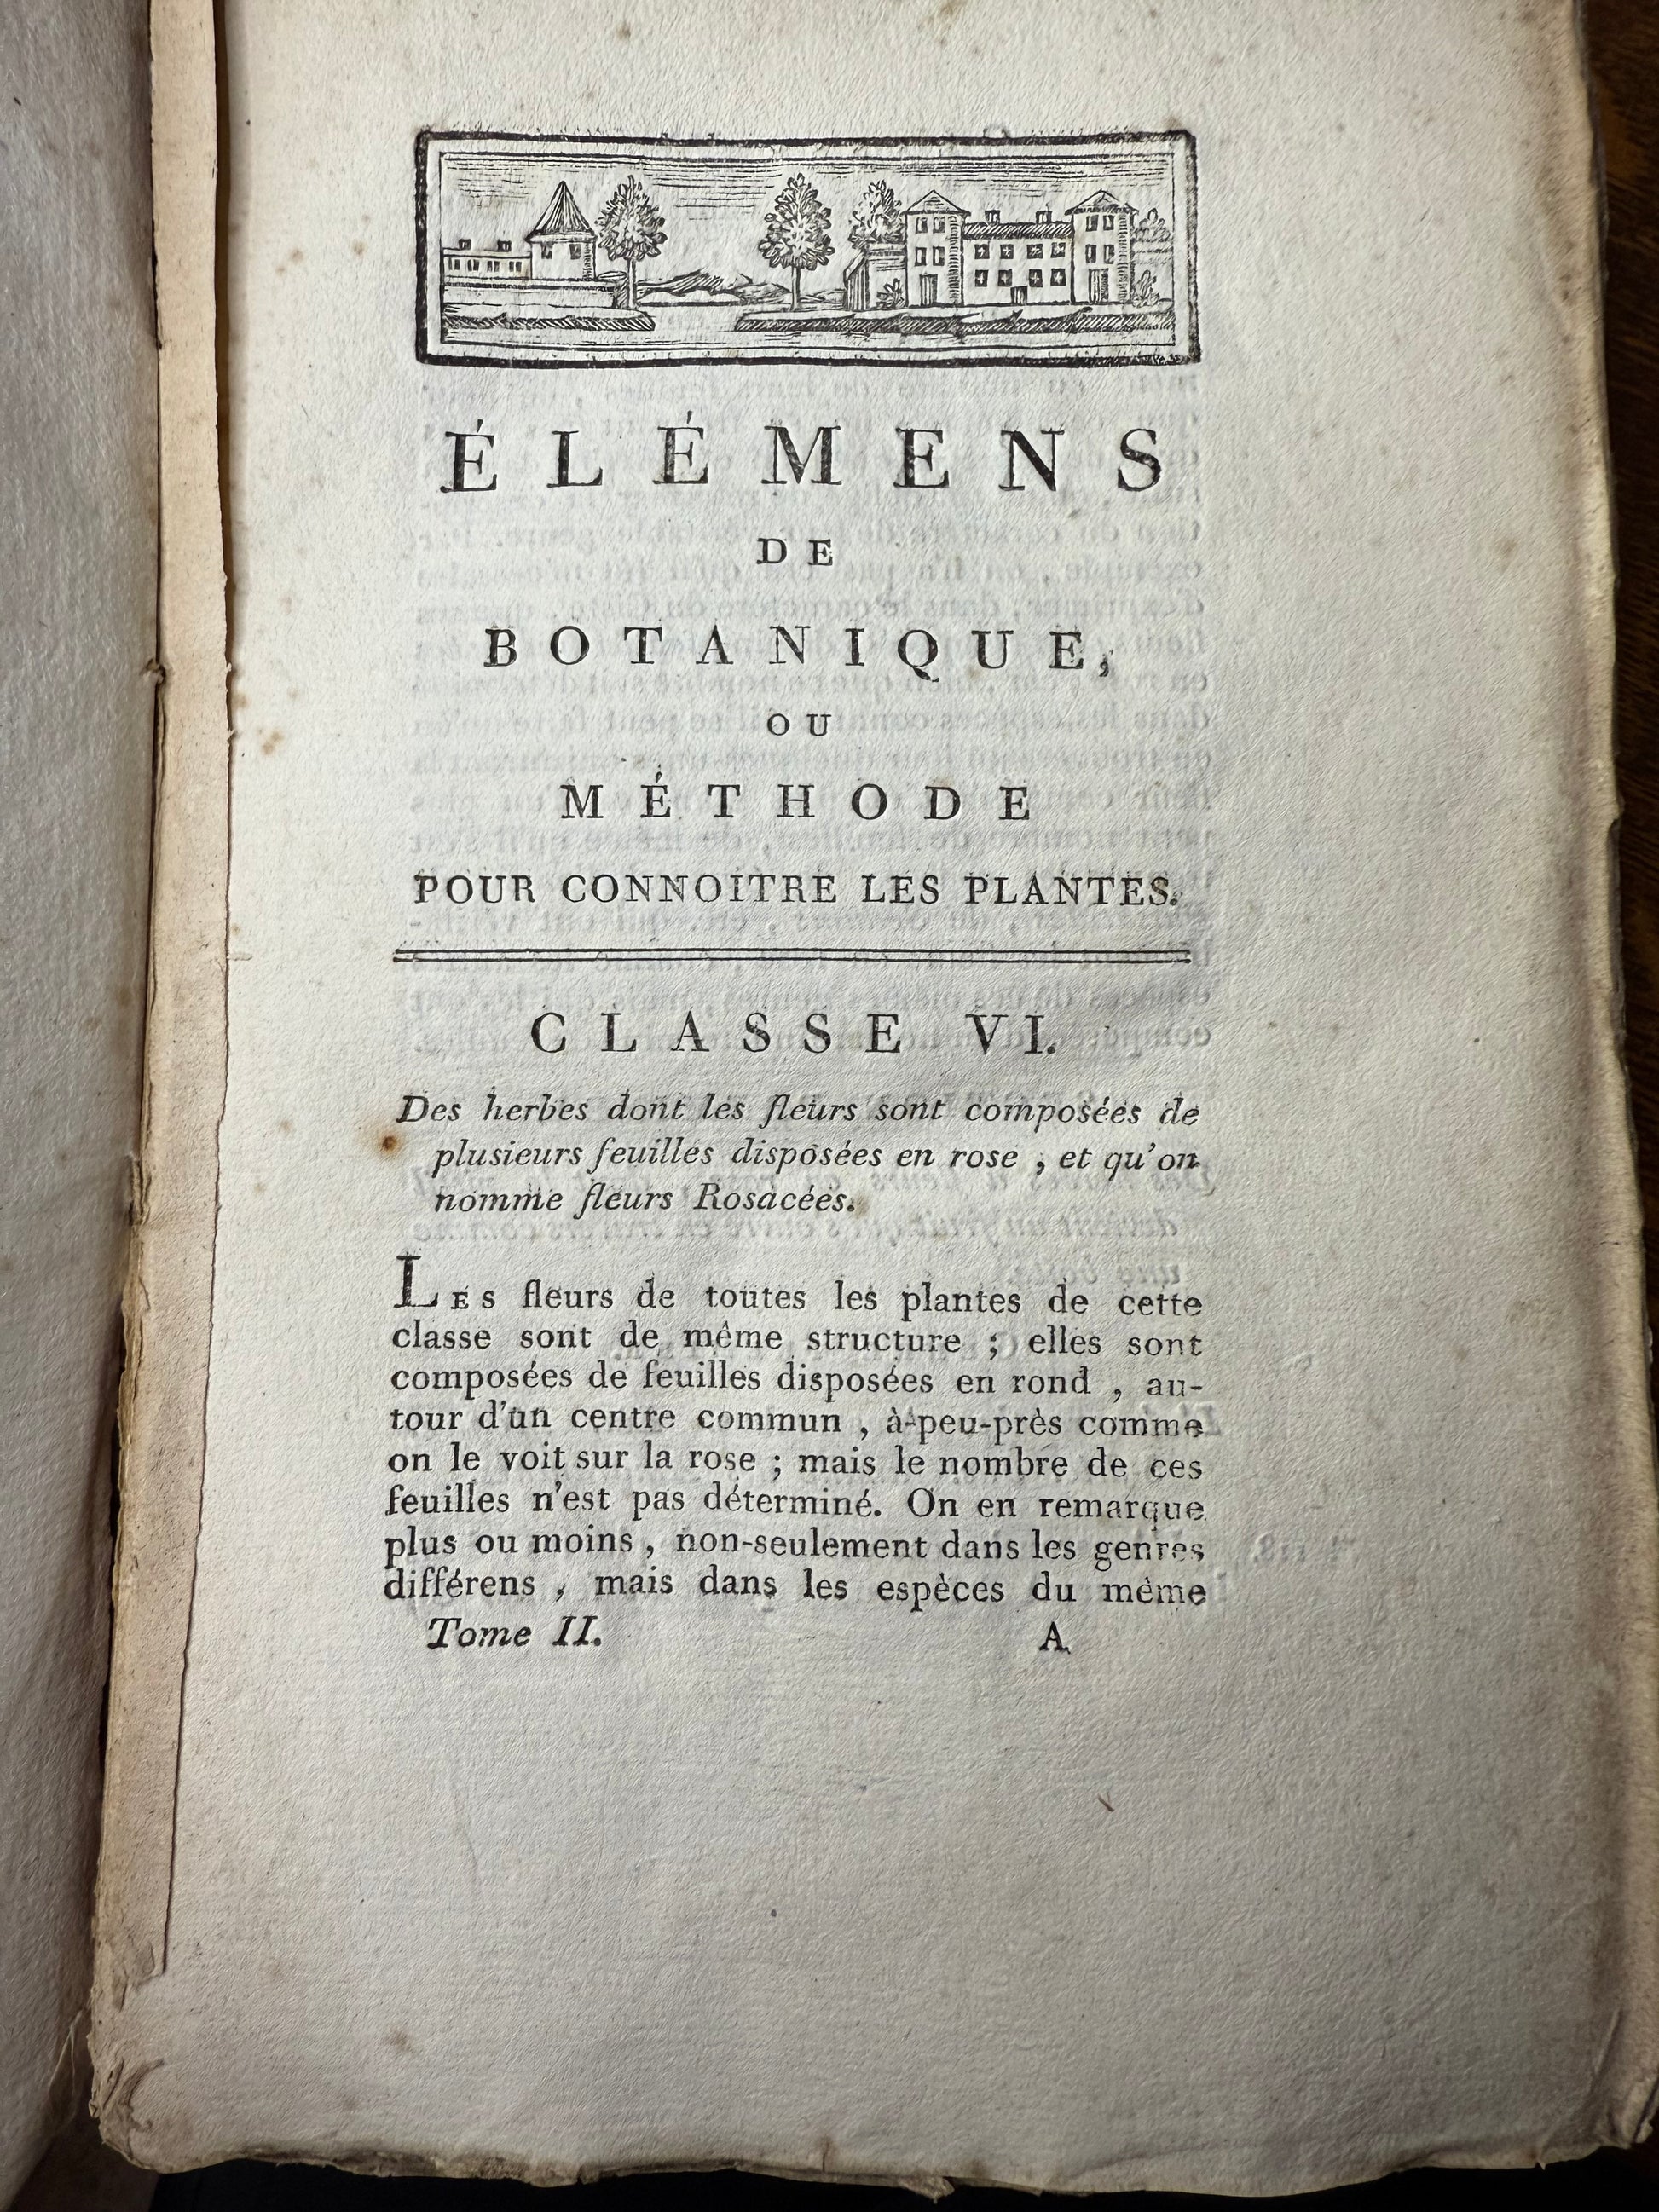 ÉLÉMENS
DE
BOTANIQUE,
OU
MÉTHODE
POUR CONNOITRE LES PLANTES.
CLASSE VI.
Des herbes dont les fleurs sont composées de
plusieurs feuilles disposées en rose , et qu'on
nomme fleurs Rosacées.
LES fleurs de toutes les plantes de cette
classe sont de même structure ; elles sont
composées de feuilles disposées en rond , au-
tour d'un centre commun , à-peu-près comme
on le voit sur la rose ; mais le nombre de ces
feuilles n'est pas déterminé. On en remarque
plus ou moins , non-seulement dans les genres
différens , mais dans les espèces du même
Tome II. A